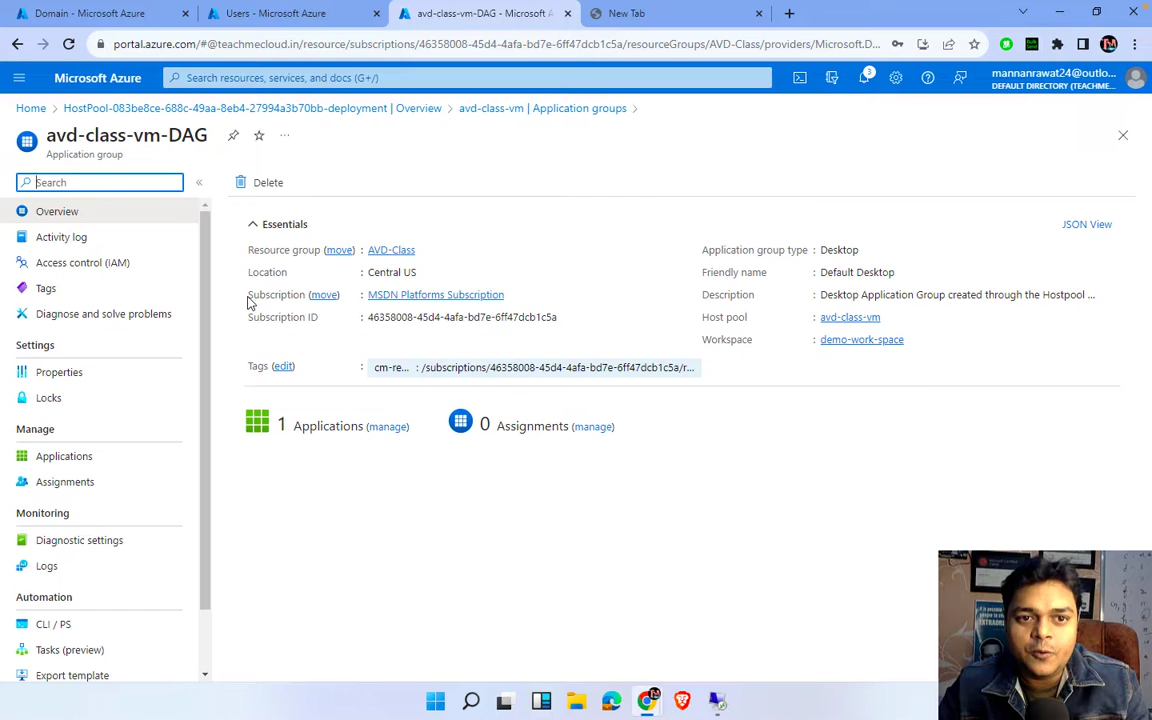 Domain - Microsoft Azure
Users - Microsoft Azure
avd-class-vm-DAG - Microsoft A
New Tab
portal.azure.com/#@teachmecloud.in/resource/subscriptions/46358008-45d4-4afa-bd7e-6ff47dcb1c5a/resourceGroups/AVD-Class/providers/Microsoft.D...
Microsoft Azure
Search resources, services, and docs (G+/)
3
mannanrawat24@outlo...
DEFAULT DIRECTORY (TEACHME...
Home > HostPool-083be8ce-688c-49aa-8eb4-27994a3b70bb-deployment | Overview > avd-class-vm | Application groups >
avd-class-vm-DAG
Application group
Search
Delete
Overview
Activity log
Access control (IAM)
Tags
Diagnose and solve problems
Settings
Properties
Locks
Manage
Applications
Assignments
Monitoring
Diagnostic settings
Logs
Automation
CLI / PS
Tasks (preview)
Export template
Essentials
JSON View
Resource group (move) : AVD-Class
Location : Central US
Subscription (move) : MSDN Platforms Subscription
Subscription ID : 46358008-45d4-4afa-bd7e-6ff47dcb1c5a
Application group type : Desktop
Friendly name : Default Desktop
Description : Desktop Application Group created through the Hostpool ...
Host pool : avd-class-vm
Workspace : demo-work-space
Tags (edit) : cm-re... : /subscriptions/46358008-45d4-4afa-bd7e-6ff47dcb1c5a/r...
1 Applications (manage)
0 Assignments (manage)